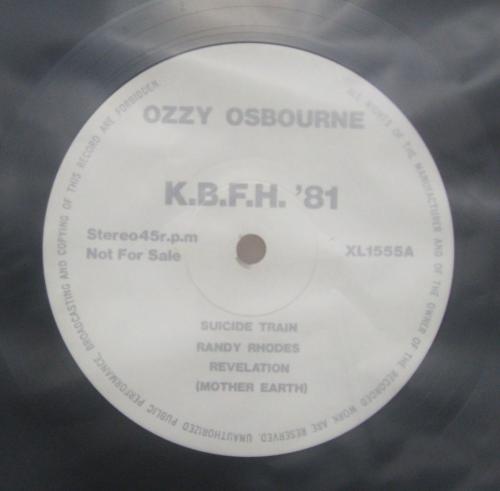 OZZY OSBOURNE
K.B.F.H. '81
Stereo45r.p.m
Not For Sale
XL1555A
SUICIDE TRAIN
RANDY RHODES
REVELATION
(MOTHER EARTH)
ALL RIGHTS OF THE MANUFACTURER AND OF THE OWNER OF THE RECORDED WORK ARE RESERVED. UNAUTHORIZED PUBLIC PERFORMANCE, BROADCASTING AND COPYING OF THIS RECORD ARE FORBIDDEN